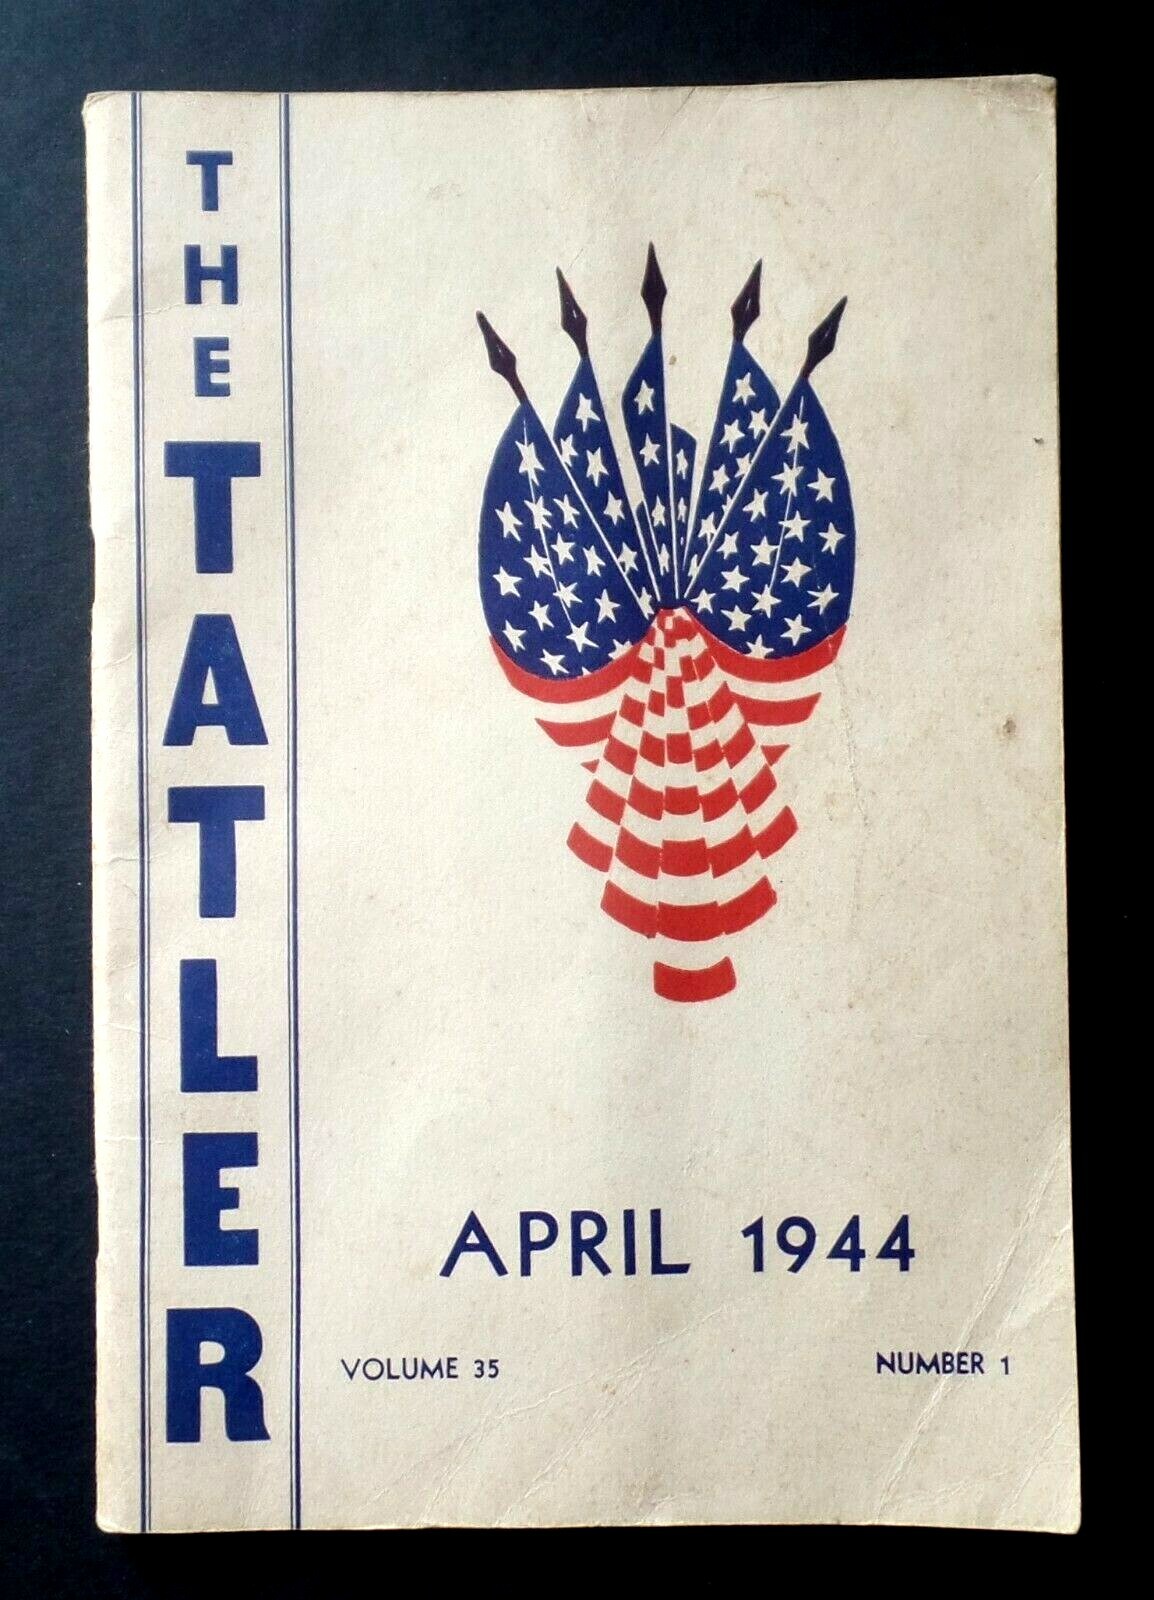 THE TATLER
APRIL 1944
VOLUME 35
NUMBER 1